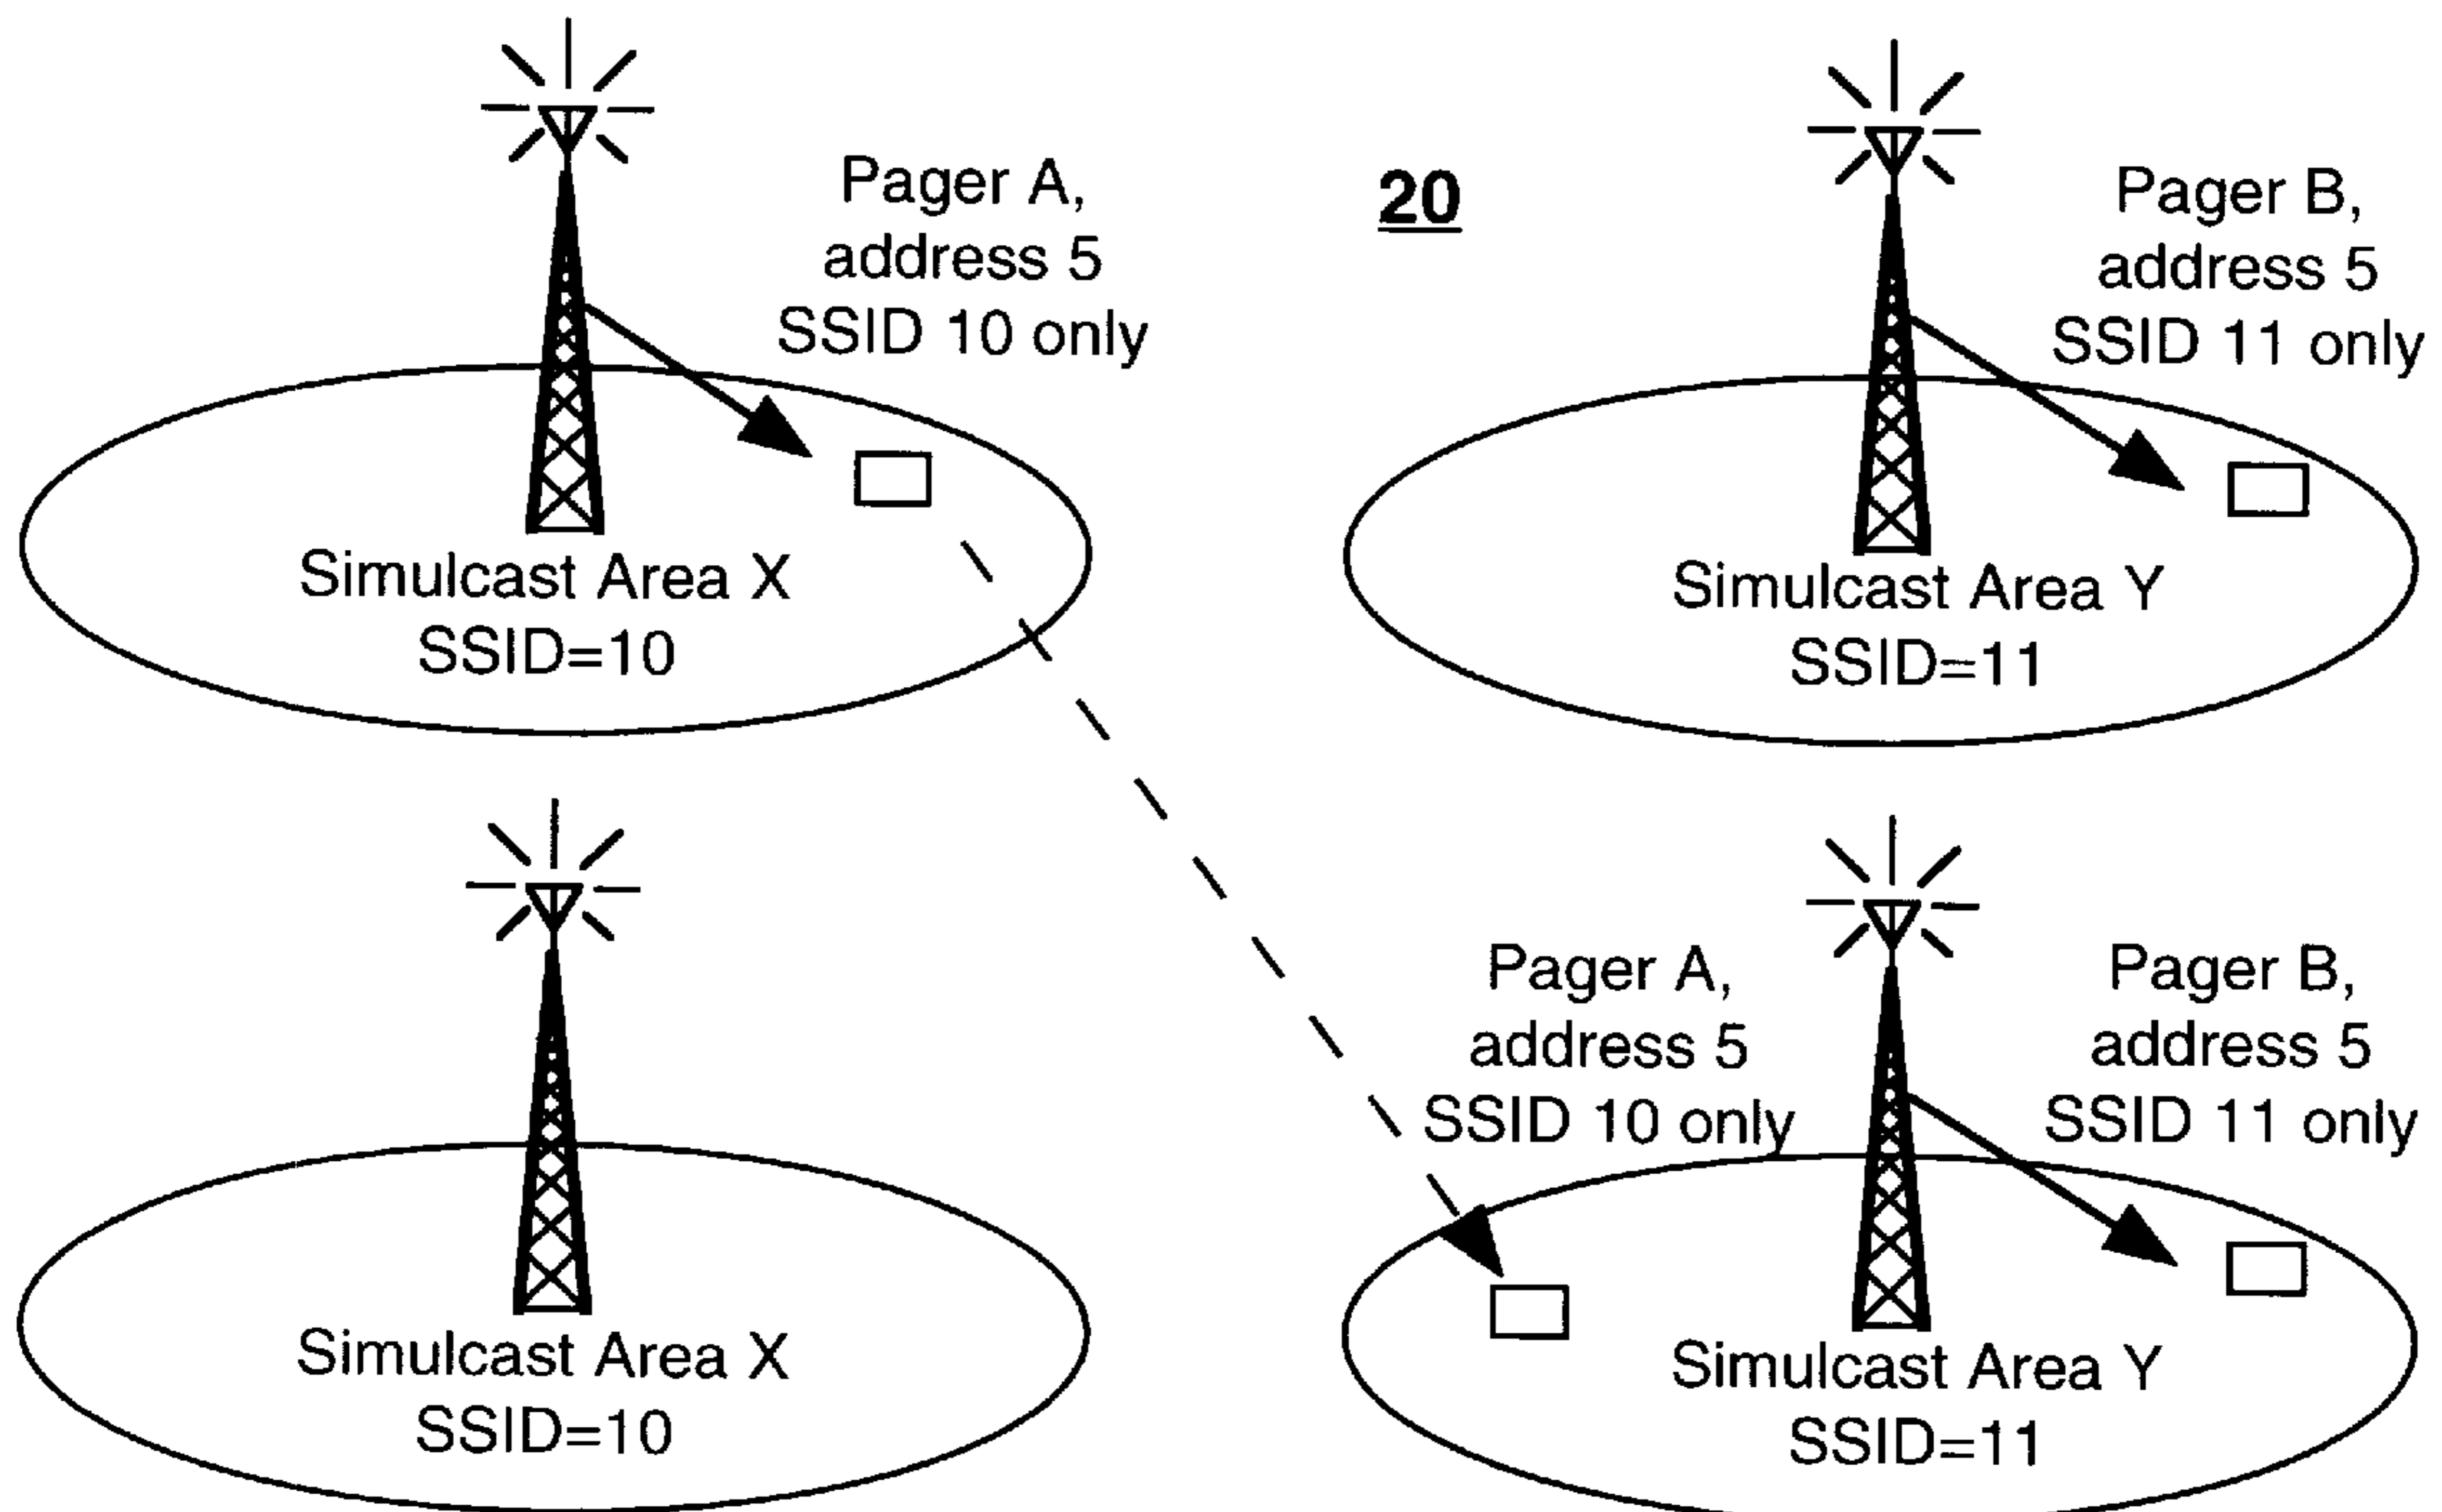 Pager A,
address 5
SSID 10 only
20
Pager B,
address 5
SSID 11 only
Simulcast Area X
SSID=10
Simulcast Area Y
SSID=11
Pager A,
address 5
SSID 10 only
Pager B,
address 5
SSID 11 only
Simulcast Area X
SSID=10
Simulcast Area Y
SSID=11